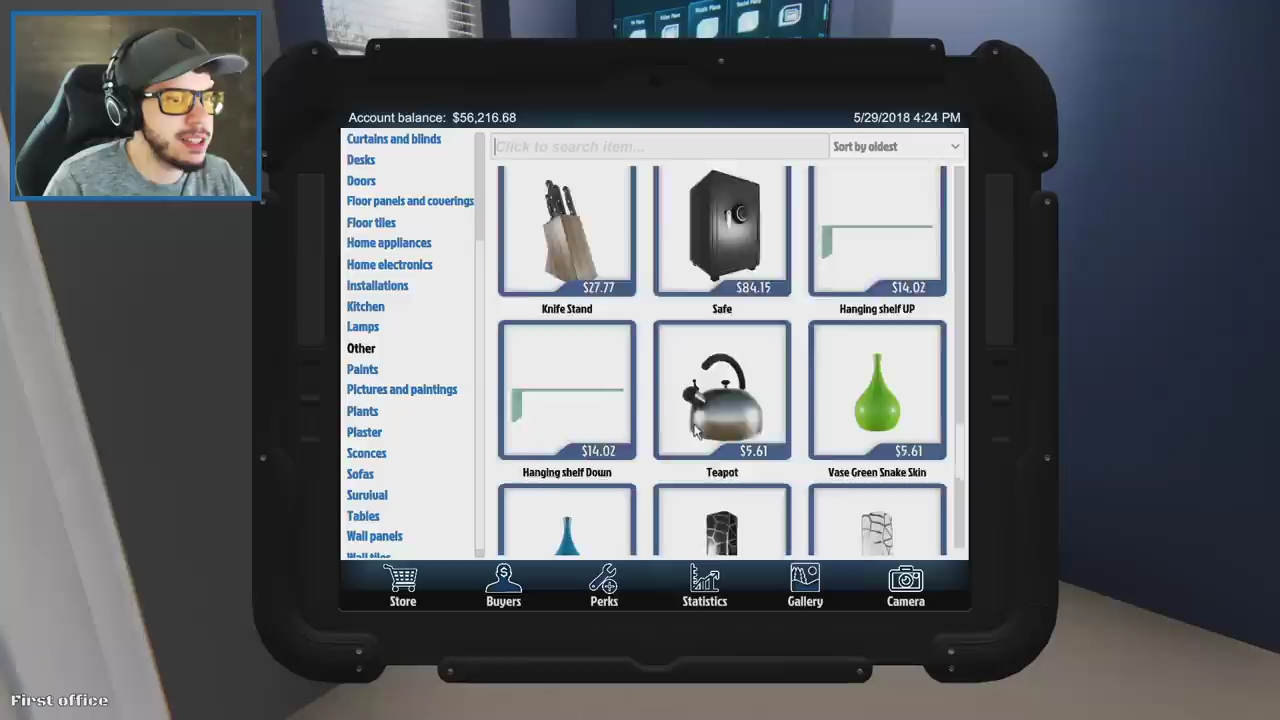 Account balance: $56,216.68
5/29/2018 4:24 PM
Curtains and blinds
Desks
Doors
Floor panels and coverings
Floor tiles
Home appliances
Home electronics
Installations
Kitchen
Lamps
Other
Paints
Pictures and paintings
Plants
Plaster
Sconces
Sofas
Survival
Tables
Wall panels
Wall tiles
Click to search item...
Sort by oldest
$27.77
$84.15
$14.02
Knife Stand
Safe
Hanging shelf UP
$14.02
$5.61
$5.61
Hanging shelf Down
Teapot
Vase Green Snake Skin
Store
Buyers
Perks
Statistics
Gallery
Camera
First office